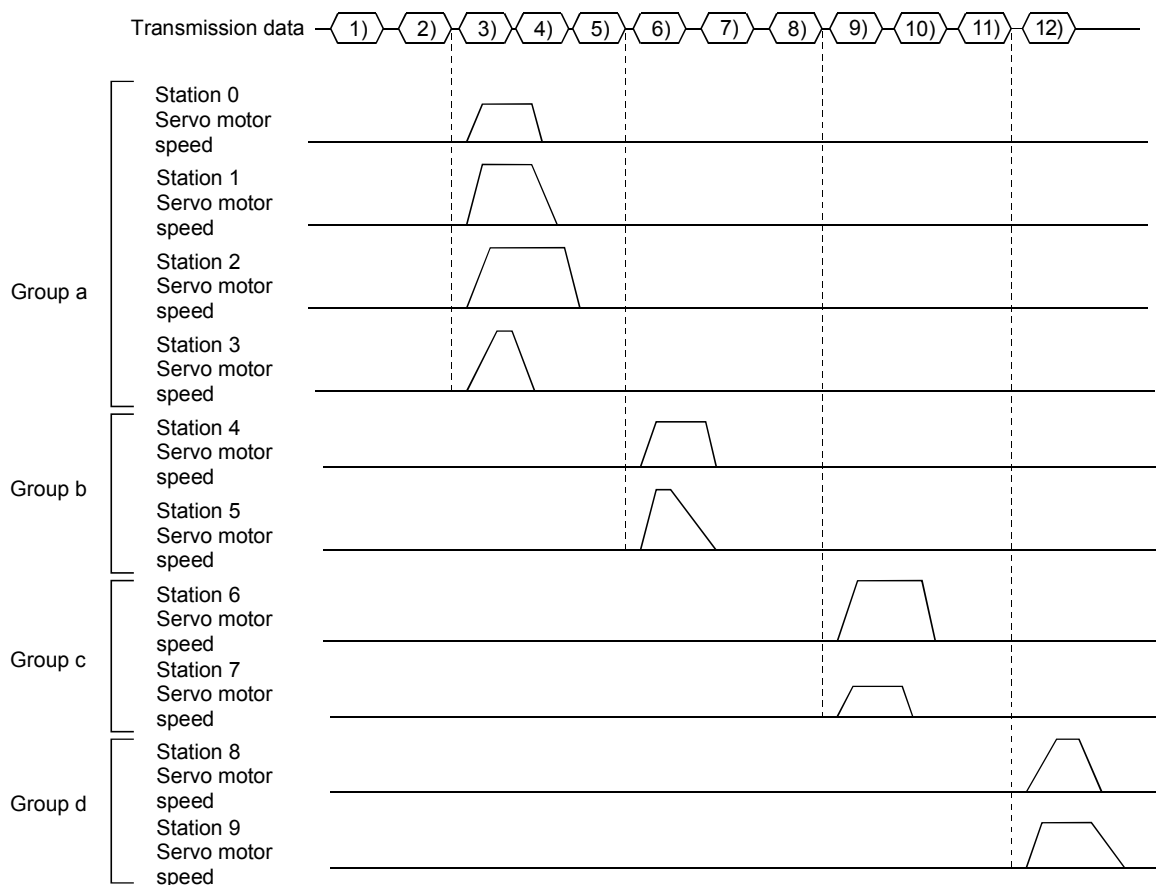 Transmission data 1) 2) 3) 4) 5) 6) 7) 8) 9) 10) 11) 12)
Group a
Station 0
Servo motor
speed
Station 1
Servo motor
speed
Station 2
Servo motor
speed
Station 3
Servo motor
speed
Group b
Station 4
Servo motor
speed
Station 5
Servo motor
speed
Group c
Station 6
Servo motor
speed
Station 7
Servo motor
speed
Group d
Station 8
Servo motor
speed
Station 9
Servo motor
speed